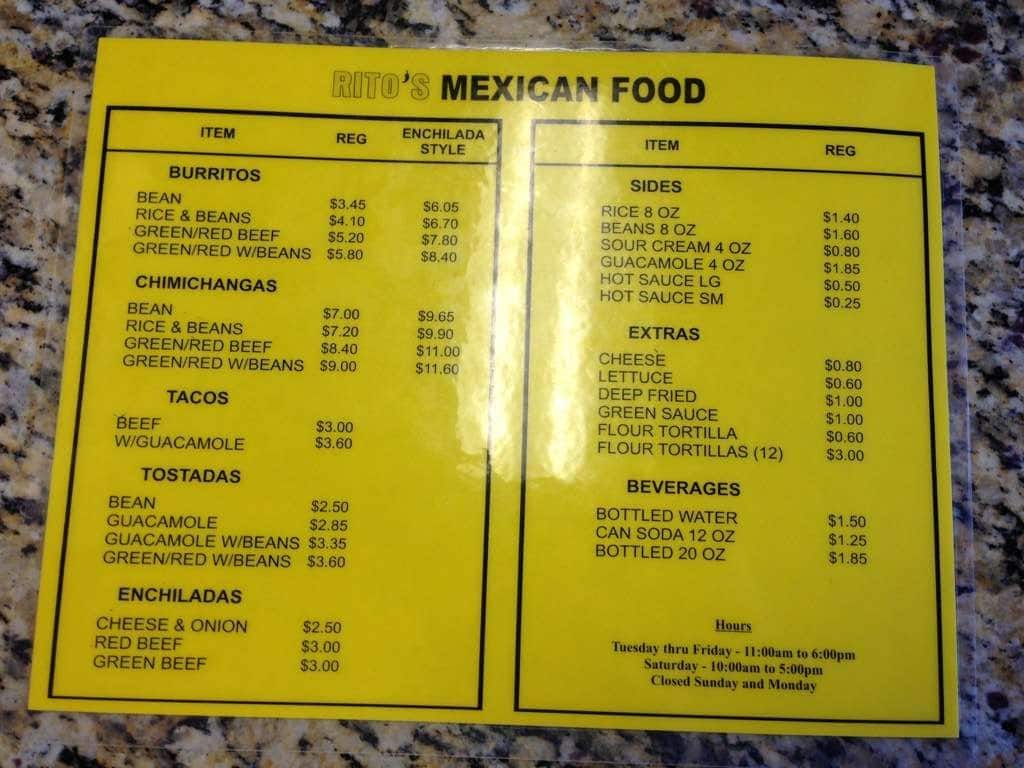 RITO'S MEXICAN FOOD
ITEM REG ENCHILADA STYLE
BURRITOS
BEAN $3.45 $6.05
RICE & BEANS $4.10 $6.70
GREEN/RED BEEF $5.20 $7.80
GREEN/RED W/BEANS $5.80 $8.40
CHIMICHANGAS
BEAN $7.00 $9.65
RICE & BEANS $7.20 $9.90
GREEN/RED BEEF $8.40 $11.00
GREEN/RED W/BEANS $9.00 $11.60
TACOS
BEEF $3.00
W/GUACAMOLE $3.60
TOSTADAS
BEAN $2.50
GUACAMOLE $2.85
GUACAMOLE W/BEANS $3.35
GREEN/RED W/BEANS $3.60
ENCHILADAS
CHEESE & ONION $2.50
RED BEEF $3.00
GREEN BEEF $3.00
ITEM REG
SIDES
RICE 8 OZ $1.40
BEANS 8 OZ $1.60
SOUR CREAM 4 OZ $0.80
GUACAMOLE 4 OZ $1.85
HOT SAUCE LG $0.50
HOT SAUCE SM $0.25
EXTRAS
CHEESE $0.80
LETTUCE $0.60
DEEP FRIED $1.00
GREEN SAUCE $1.00
FLOUR TORTILLA $0.60
FLOUR TORTILLAS (12) $3.00
BEVERAGES
BOTTLED WATER $1.50
CAN SODA 12 OZ $1.25
BOTTLED 20 OZ $1.85
Hours
Tuesday thru Friday - 11:00am to 6:00pm
Saturday - 10:00am to 5:00pm
Closed Sunday and Monday